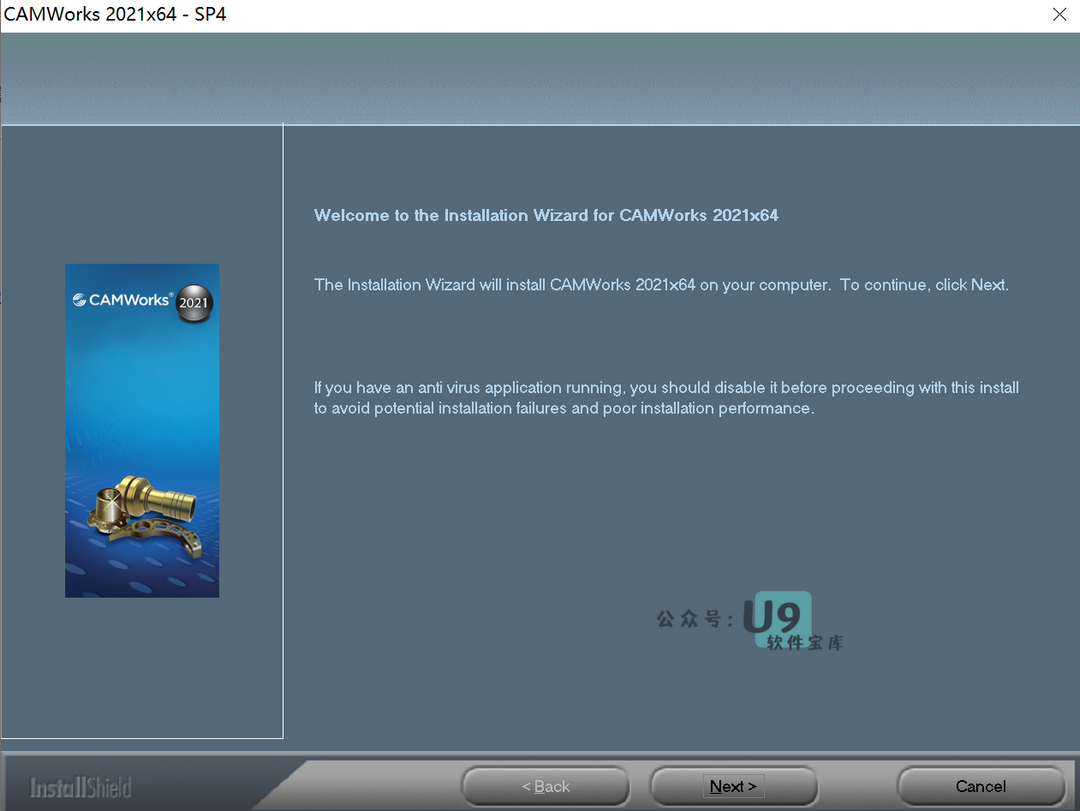 CAMWorks 2021x64 - SP4
Welcome to the Installation Wizard for CAMWorks 2021x64
The Installation Wizard will install CAMWorks 2021x64 on your computer.  To continue, click Next.
CAMWorks® 2021
If you have an anti virus application running, you should disable it before proceeding with this install
to avoid potential installation failures and poor installation performance.
公众号：U9
软件宝库
InstallShield
< Back
Next >
Cancel